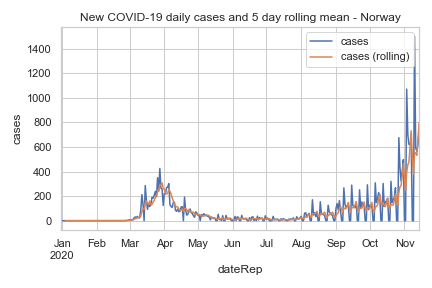 New COVID-19 daily cases and 5 day rolling mean - Norway
cases
cases (rolling)
cases
1400
1200
1000
800
600
400
200
0
Jan Feb Mar Apr May Jun Jul Aug Sep Oct Nov
2020
dateRep